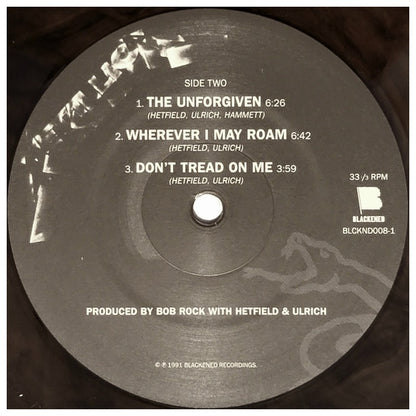 SIDE TWO
1. THE UNFORGIVEN 6:26
(HETFIELD, ULRICH, HAMMETT)
2. WHEREVER I MAY ROAM 6:42
(HETFIELD, ULRICH)
3. DON'T TREAD ON ME 3:59
(HETFIELD, ULRICH)
33 1/3 RPM
B
BLACKENED
BLCKND008-1
PRODUCED BY BOB ROCK WITH HETFIELD & ULRICH
© ℗ 1991 BLACKENED RECORDINGS.